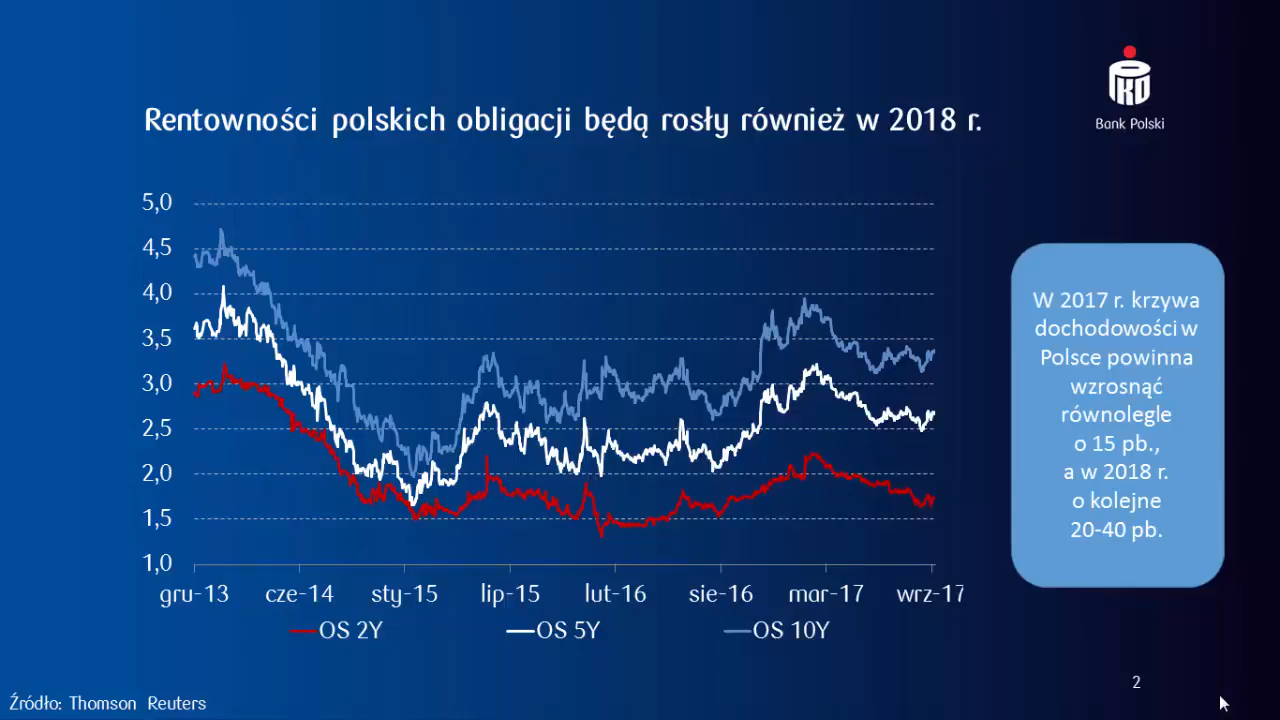 PKO
Bank Polski
Rentowności polskich obligacji będą rosły również w 2018 r.
5,0
4,5
4,0
3,5
3,0
2,5
2,0
1,5
1,0
gru-13 cze-14 sty-15 lip-15 lut-16 sie-16 mar-17 wrz-17
OS 2Y OS 5Y OS 10Y
W 2017 r. krzywa
dochodowości w
Polsce powinna
wzrosnąć
równolegle
o 15 pb.,
a w 2018 r.
o kolejne
20-40 pb.
2
Źródło: Thomson Reuters